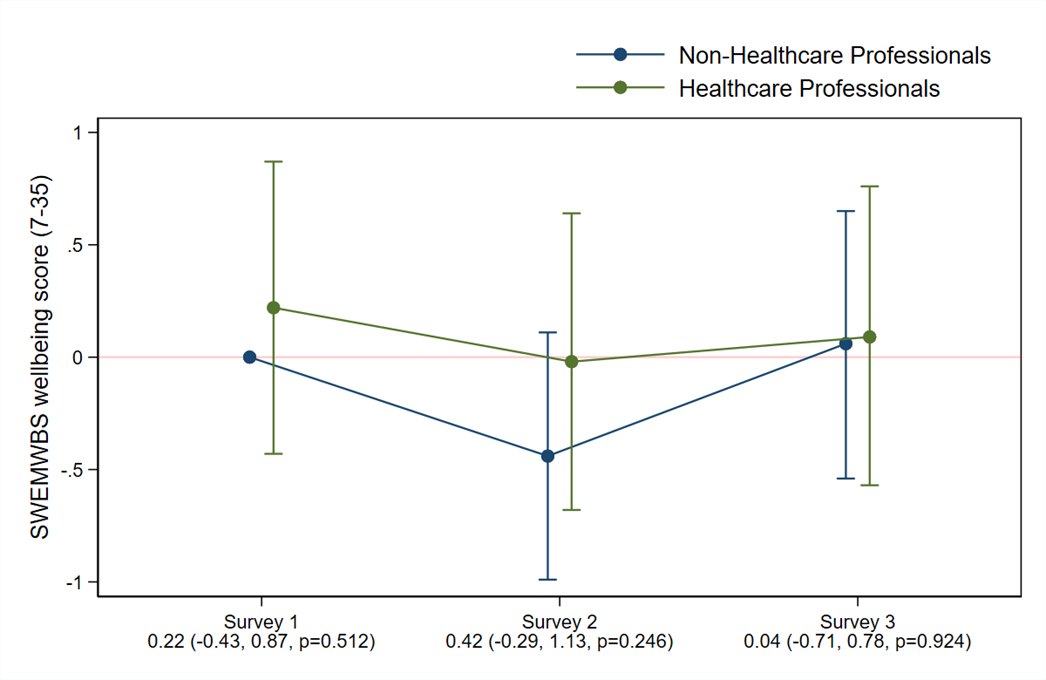 Non-Healthcare Professionals
Healthcare Professionals
SWEMWBS wellbeing score (7-35)
1
.5
0
-.5
-1
Survey 1
0.22 (-0.43, 0.87, p=0.512)
Survey 2
0.42 (-0.29, 1.13, p=0.246)
Survey 3
0.04 (-0.71, 0.78, p=0.924)